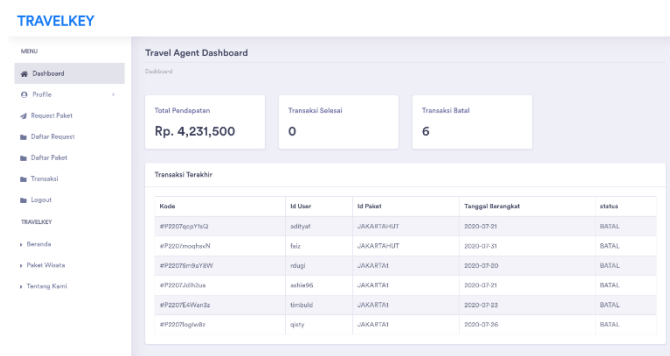 TRAVELKEY
MENU
Dashboard
Profile
Request Paket
Daftar Request
Daftar Paket
Transaksi
Logout
TRAVELKEY
Beranda
Paket Wisata
Tentang Kami
Travel Agent Dashboard
Dashboard
Total Pendapatan
Rp. 4,231,500
Transaksi Selesai
0
Transaksi Batal
6
Transaksi Terakhir
Kode Id User Id Paket Tanggal Berangkat status
adityaf JAKARTAHUT 2020-07-21 BATAL
faiz JAKARTAHUT 2020-07-31 BATAL
rdugi JAKARTA1 2020-07-20 BATAL
ashie96 JAKARTA1 2020-07-21 BATAL
timbuld JAKARTA1 2020-07-23 BATAL
qisty JAKARTA1 2020-07-26 BATAL